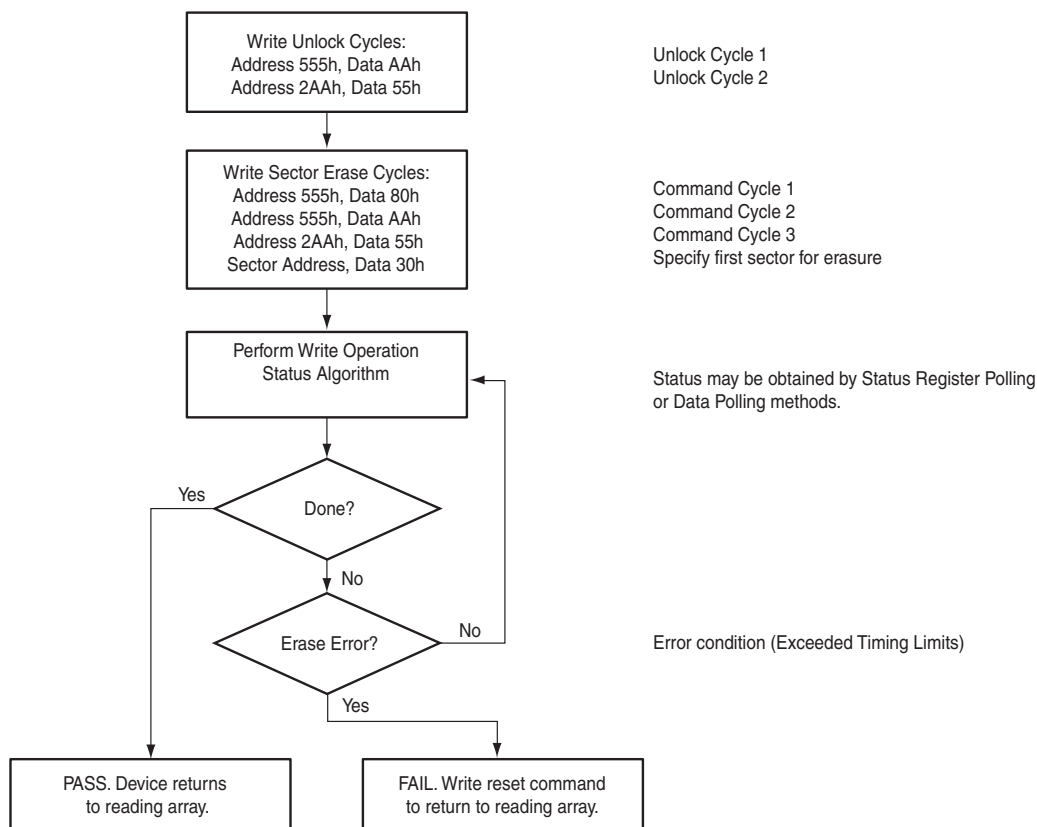 Write Unlock Cycles:
Address 555h, Data AAh
Address 2AAh, Data 55h
Unlock Cycle 1
Unlock Cycle 2
Write Sector Erase Cycles:
Address 555h, Data 80h
Address 555h, Data AAh
Address 2AAh, Data 55h
Sector Address, Data 30h
Command Cycle 1
Command Cycle 2
Command Cycle 3
Specify first sector for erasure
Perform Write Operation
Status Algorithm
Status may be obtained by Status Register Polling
or Data Polling methods.
Yes
Done?
No
Erase Error?
No
Error condition (Exceeded Timing Limits)
Yes
PASS. Device returns
to reading array.
FAIL. Write reset command
to return to reading array.